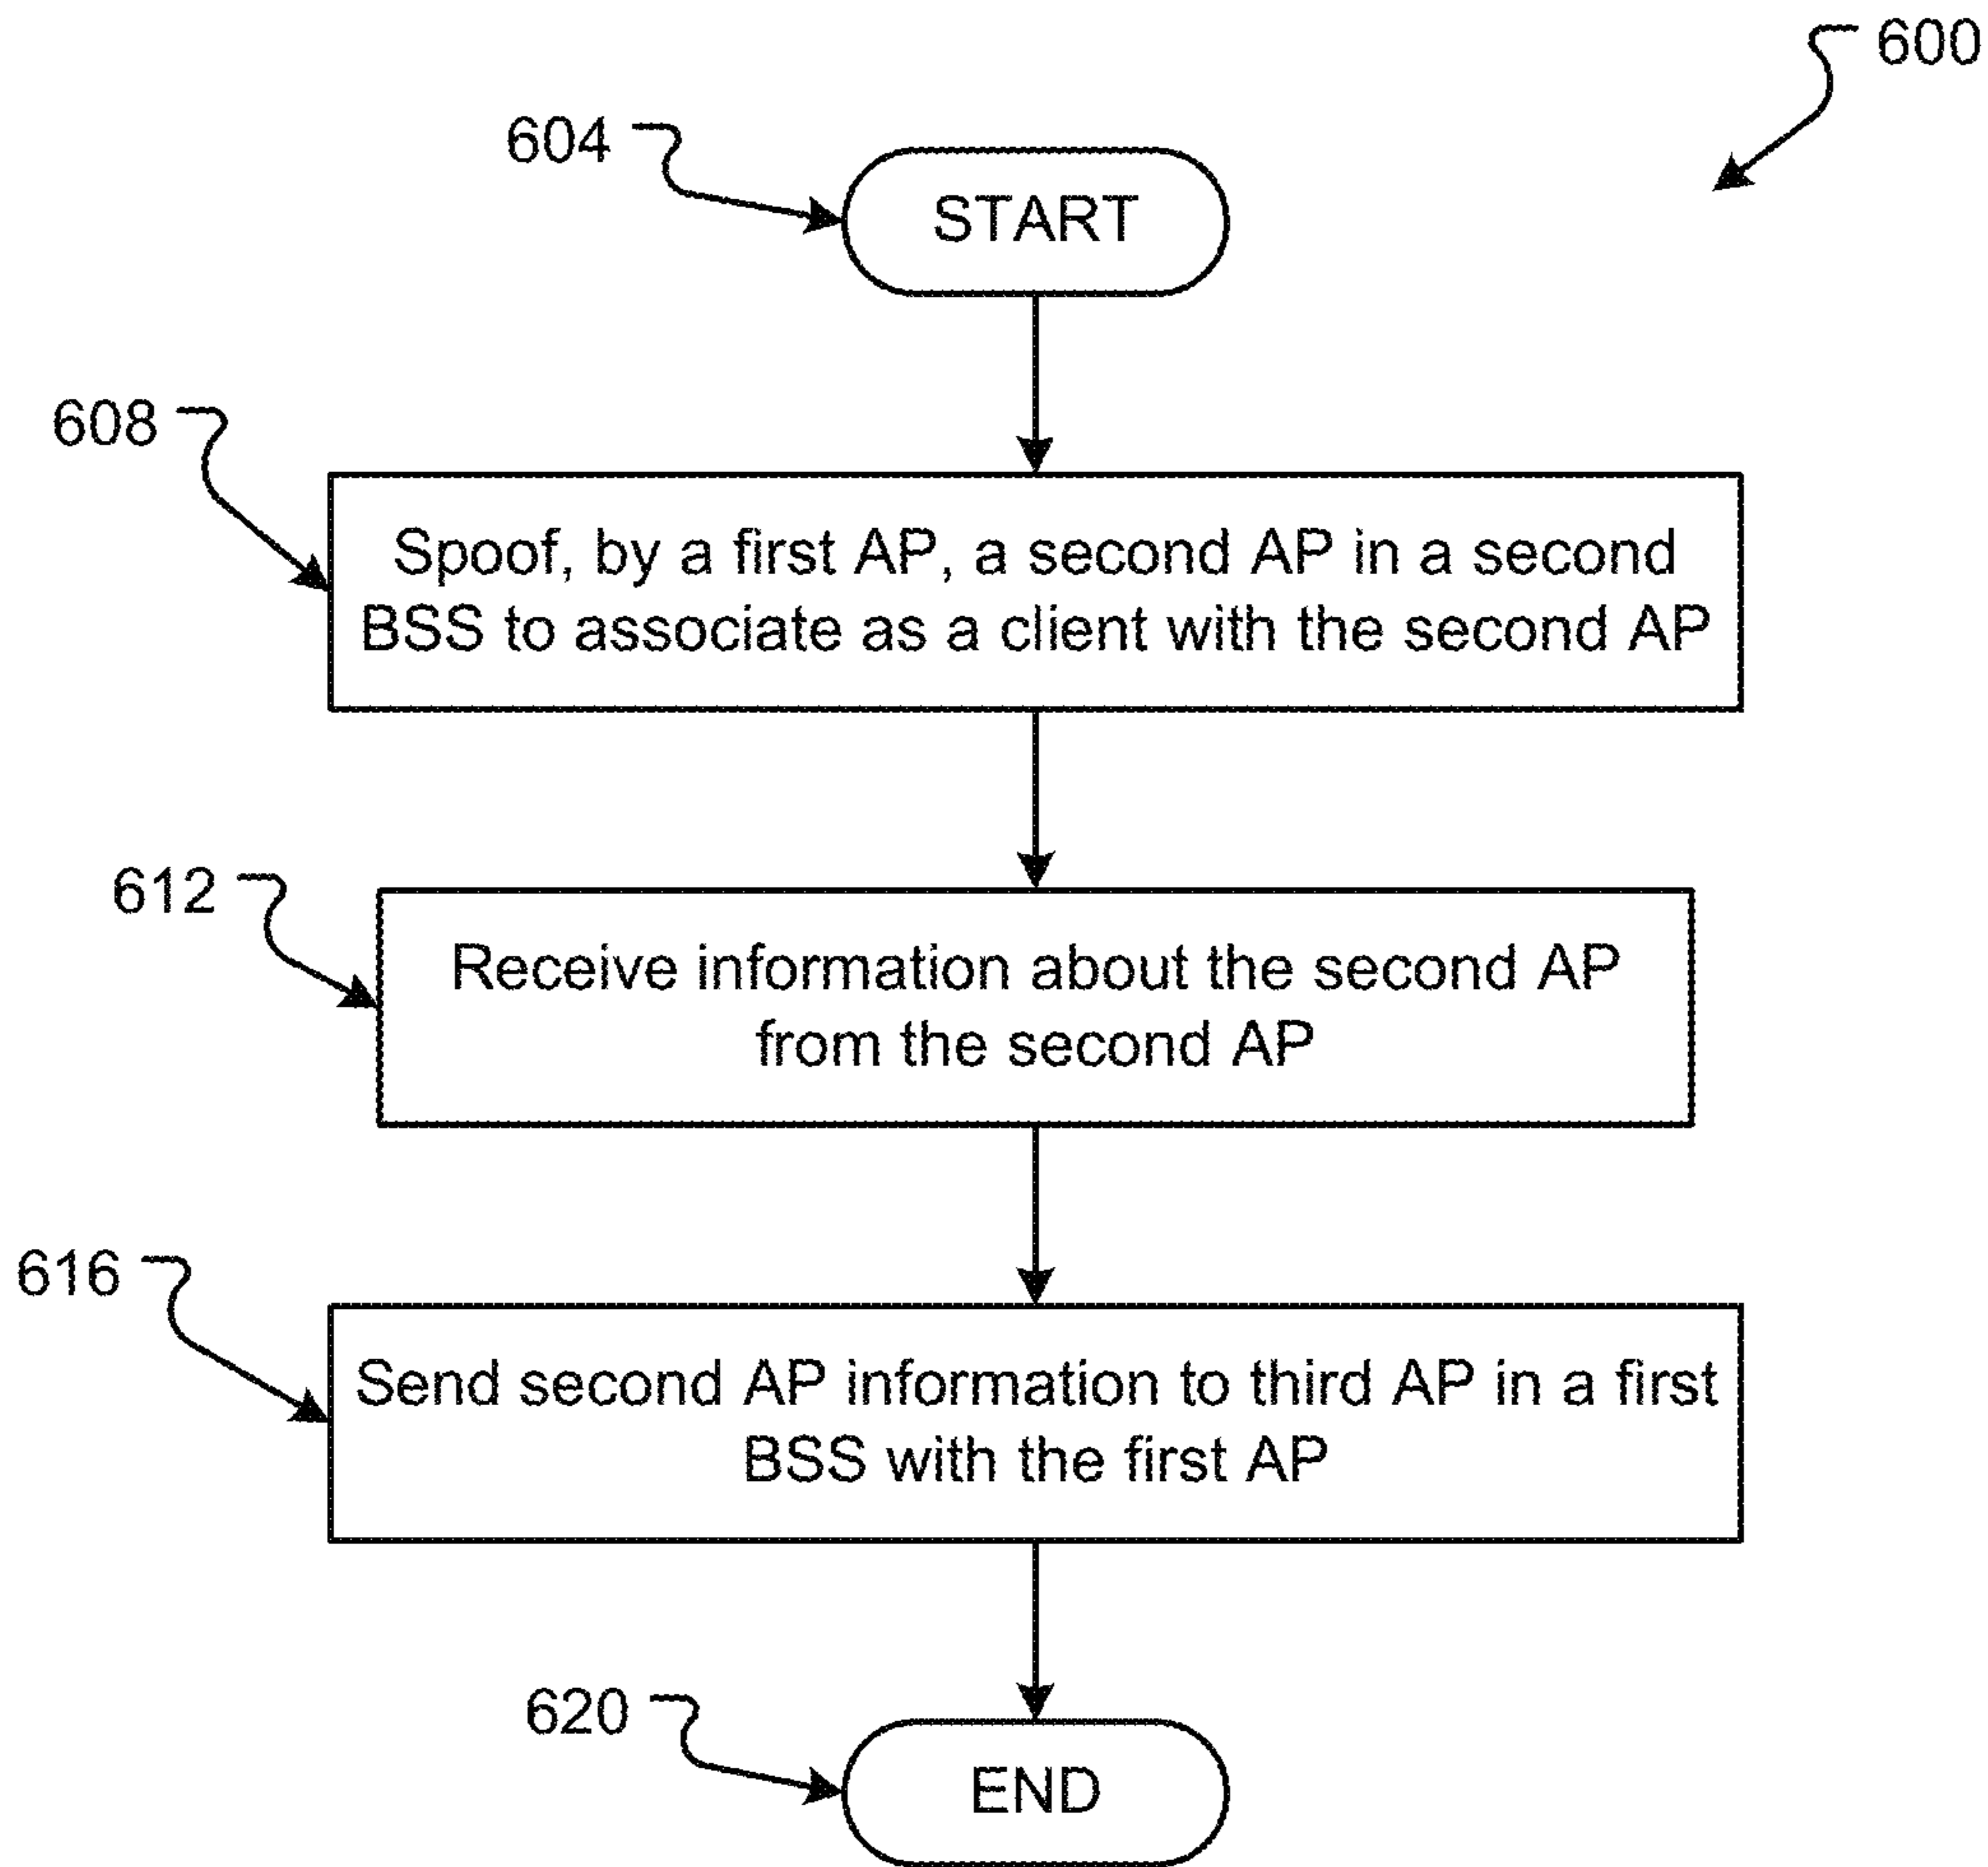 600
604
START
608
Spoof, by a first AP, a second AP in a second
BSS to associate as a client with the second AP
612
Receive information about the second AP
from the second AP
616
Send second AP information to third AP in a first
BSS with the first AP
620
END